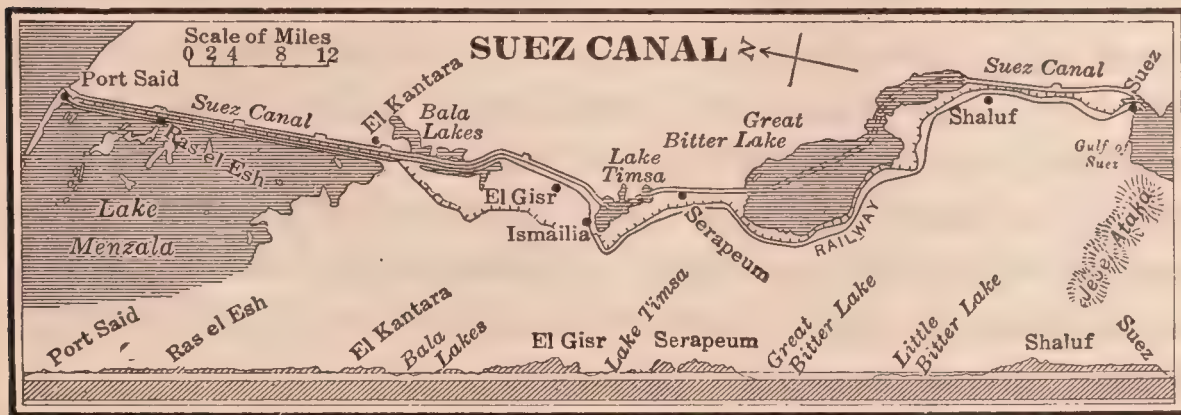 Scale of Miles
0 2 4 8 12
SUEZ CANAL N
Port Said
Suez Canal
Ras el Esh
Lake
Menzala
El Kantara
Bala
Lakes
El Gisr
Ismailia
Lake
Timsa
Serapeum
Great
Bitter Lake
RAILWAY
Suez Canal
Shaluf
Suez
Gulf of
Suez
Jebel Ataka
Port Said
Ras el Esh
El Kantara
Bala
Lakes
El Gisr
Lake Timsa
Serapeum
Great
Bitter Lake
Little
Bitter Lake
Shaluf
Suez